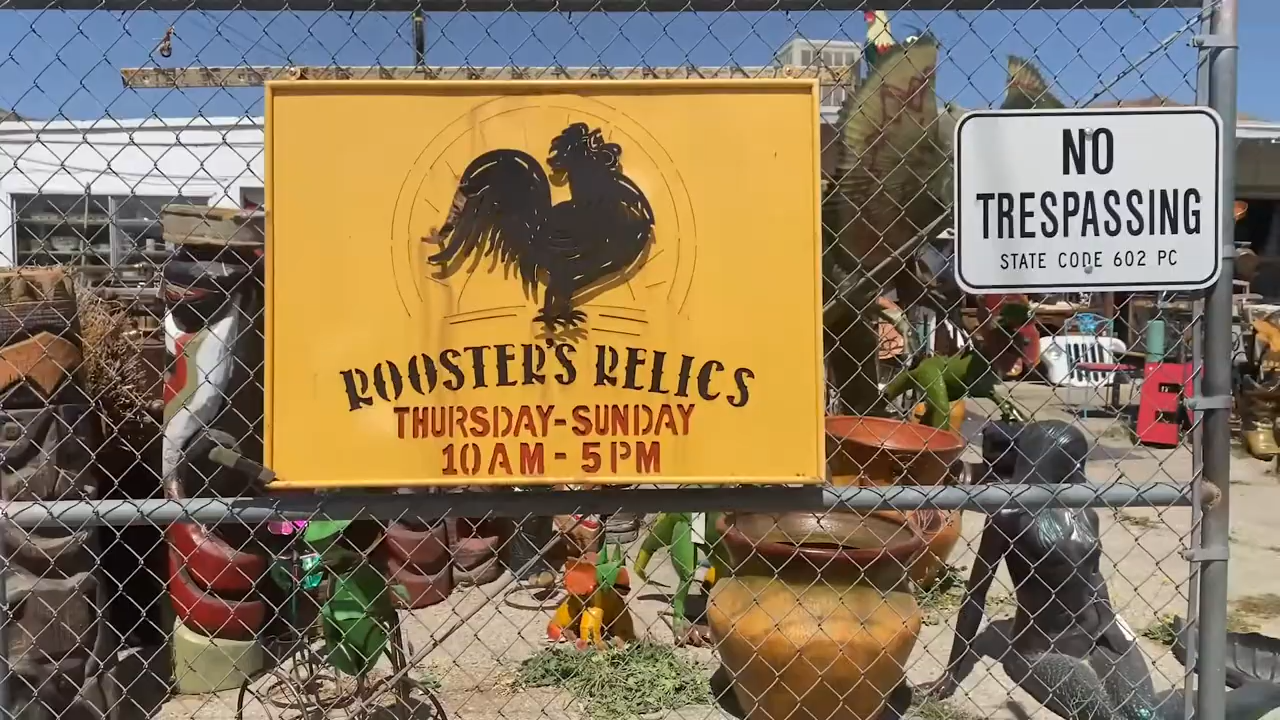 ROOSTER'S RELICS
THURSDAY-SUNDAY
10AM - 5PM
NO
TRESPASSING
STATE CODE 602 PC
E